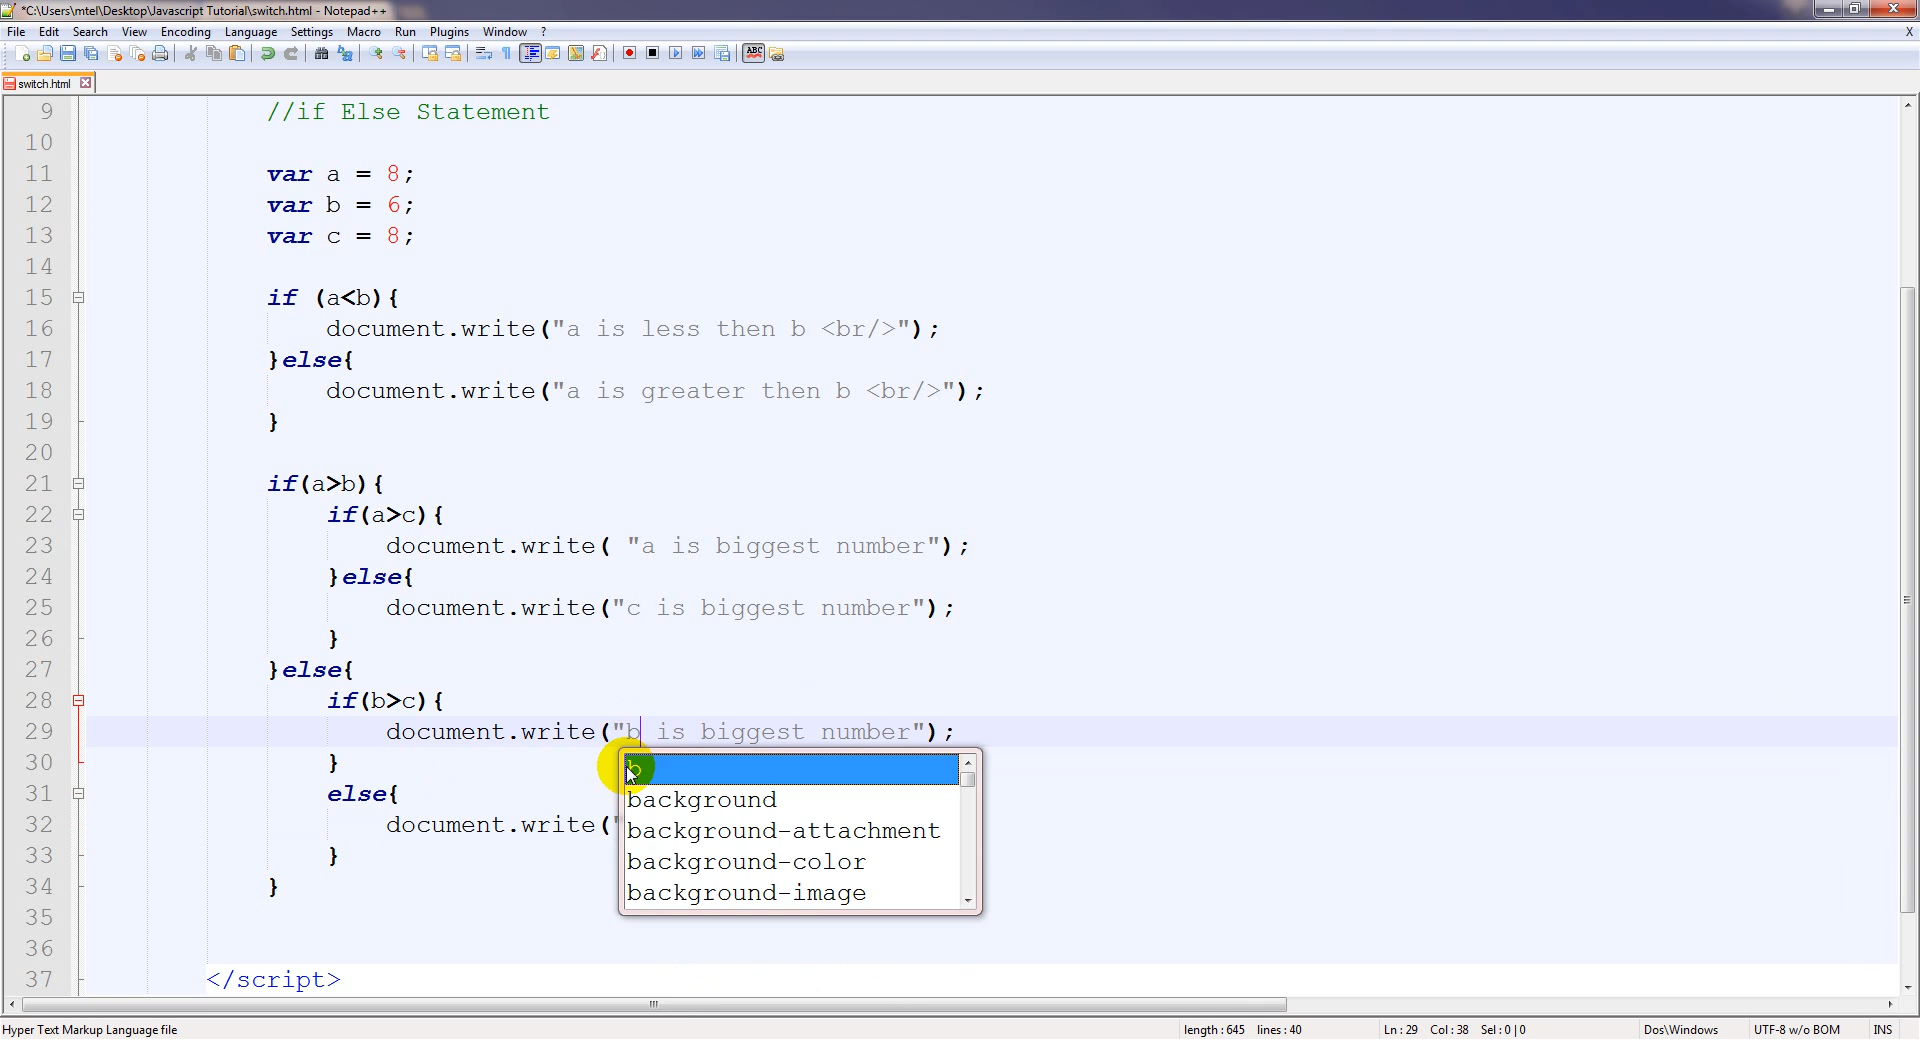 *C:\Users\mtel\Desktop\Javascript Tutorial\switch.html - Notepad++
File Edit Search View Encoding Language Settings Macro Run Plugins Window ? X
ABC
switch.html
9 //if Else Statement
10
11 var a = 8;
12 var b = 6;
13 var c = 8;
14
15 if (a<b){
16 document.write("a is less then b <br/>");
17 }else{
18 document.write("a is greater then b <br/>");
19 }
20
21 if(a>b){
22 if(a>c){
23 document.write( "a is biggest number");
24 }else{
25 document.write("c is biggest number");
26 }
27 }else{
28 if(b>c){
29 document.write("b is biggest number");
30 }
31 else{
32 document.write("
33 }
34 }
35
36
37 </script>
b
background
background-attachment
background-color
background-image
Hyper Text Markup Language file length : 645 lines : 40 Ln : 29 Col : 38 Sel : 0 | 0 Dos\Windows UTF-8 w/o BOM INS